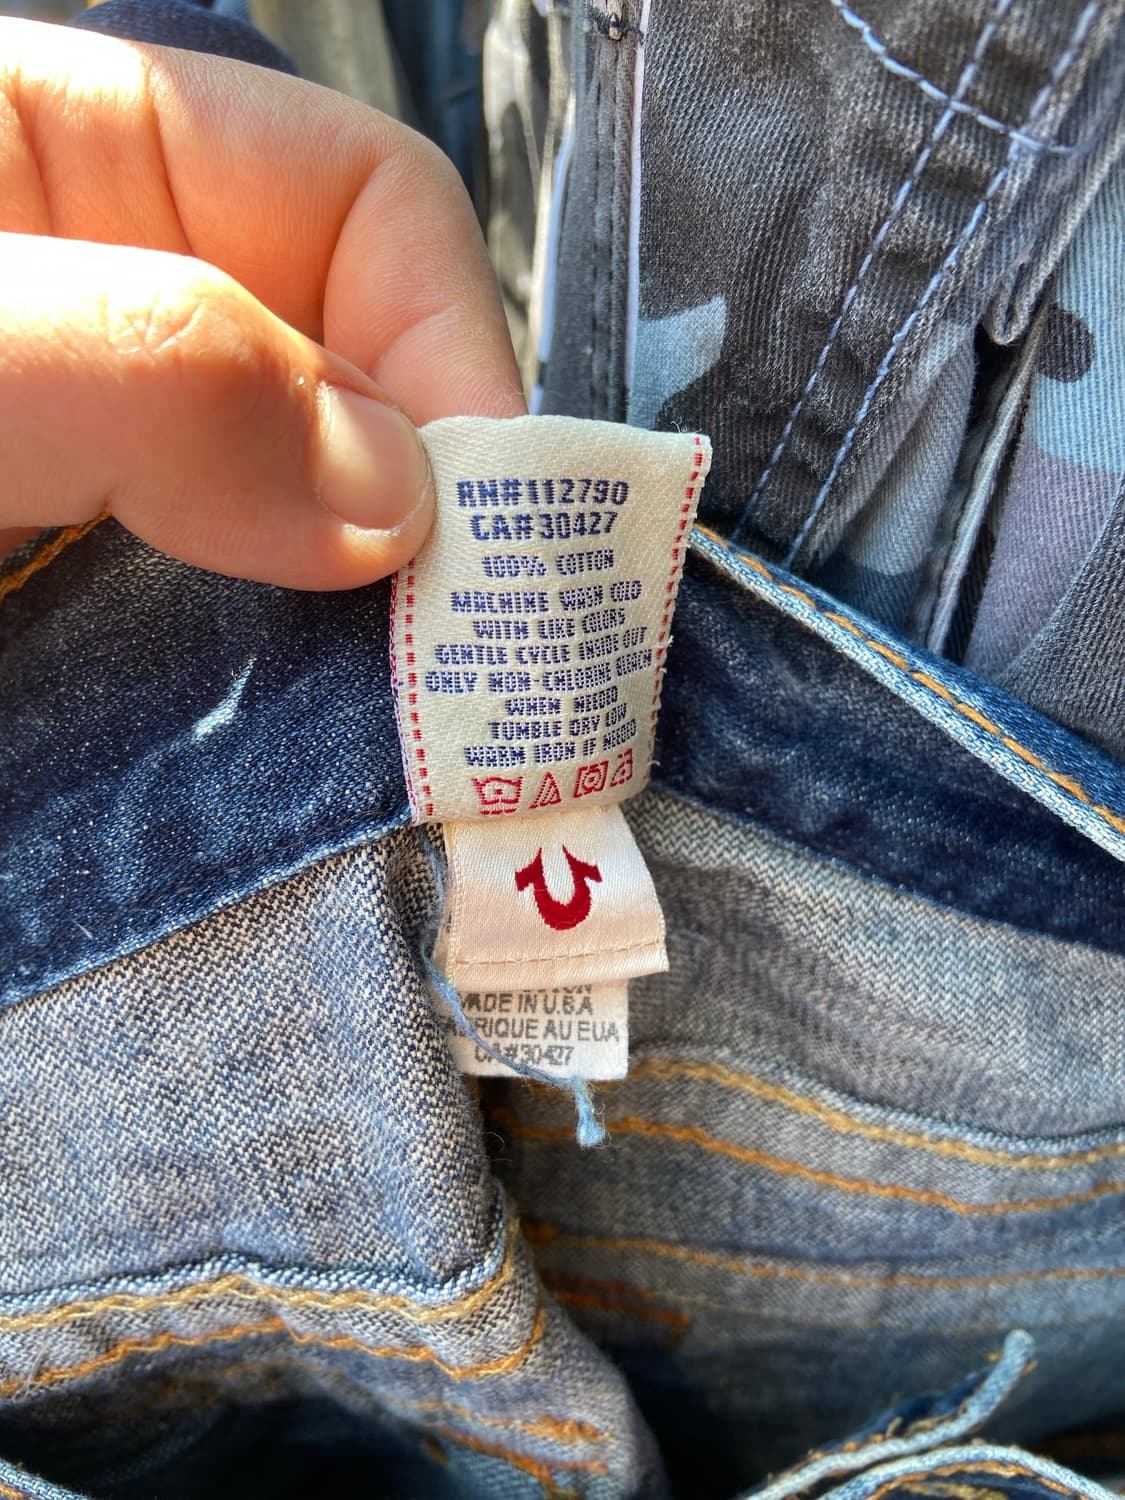 RN#112790
CA#30427
100% COTTON
MACHINE WASH COLD
WITH LIKE COLORS
GENTLE CYCLE INSIDE OUT
ONLY NON-CHLORINE BLEACH
WHEN NEEDED
TUMBLE DRY LOW
WARM IRON IF NEEDED
MADE IN U.S.A
FABRIQUE AU EUA
CA#30427